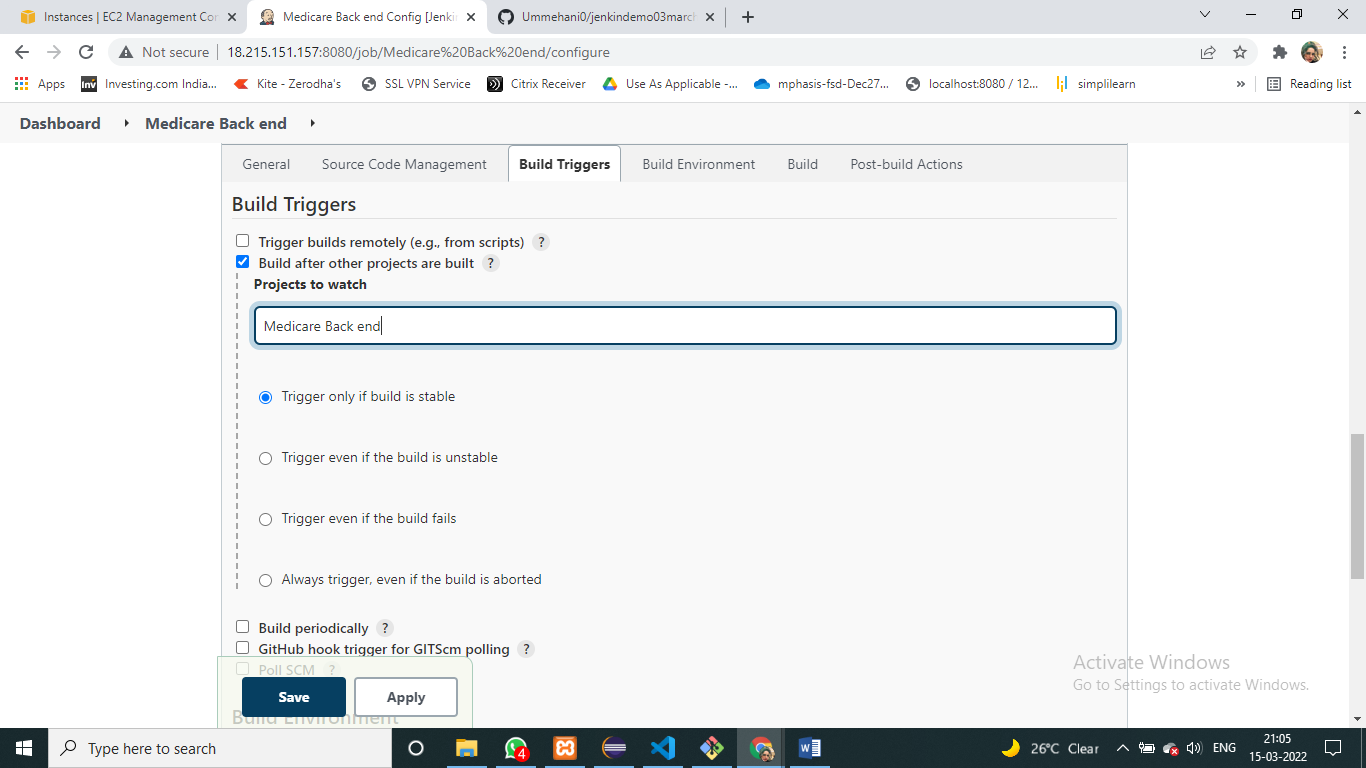 Instances | EC2 Management Con
Medicare Back end Config [Jenki
Ummehani0/jenkindemo03march
Not secure
18.215.151.157:8080/job/Medicare%20Back%20end/configure
Apps
inv
Investing.com India...
Kite - Zerodha's
SSL VPN Service
Citrix Receiver
Use As Applicable -...
mphasis-fsd-Dec27...
localhost:8080 / 12...
simplilearn
»
Reading list
Dashboard
Medicare Back end
General
Source Code Management
Build Triggers
Build Environment
Build
Post-build Actions
Build Triggers
Trigger builds remotely (e.g., from scripts) ?
Build after other projects are built ?
Projects to watch
Medicare Back end
Trigger only if build is stable
Trigger even if the build is unstable
Trigger even if the build fails
Always trigger, even if the build is aborted
Build periodically ?
GitHub hook trigger for GITScm polling ?
Poll SCM ?
Save
Apply
Build Environment
Activate Windows
Go to Settings to activate Windows.
Type here to search
4
26°C Clear
ENG
21:05
15-03-2022